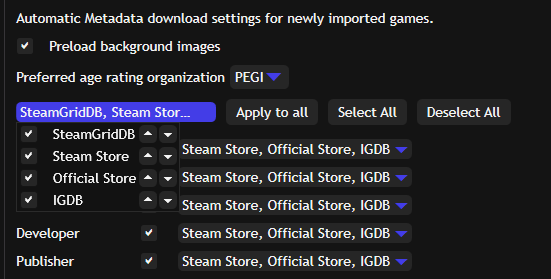 Automatic Metadata download settings for newly imported games.
Preload background images
Preferred age rating organization PEGI
SteamGridDB, Steam Stor... Apply to all Select All Deselect All
SteamGridDB
Steam Store Steam Store, Official Store, IGDB
Official Store Steam Store, Official Store, IGDB
IGDB Steam Store, Official Store, IGDB
Developer Steam Store, Official Store, IGDB
Publisher Steam Store, Official Store, IGDB